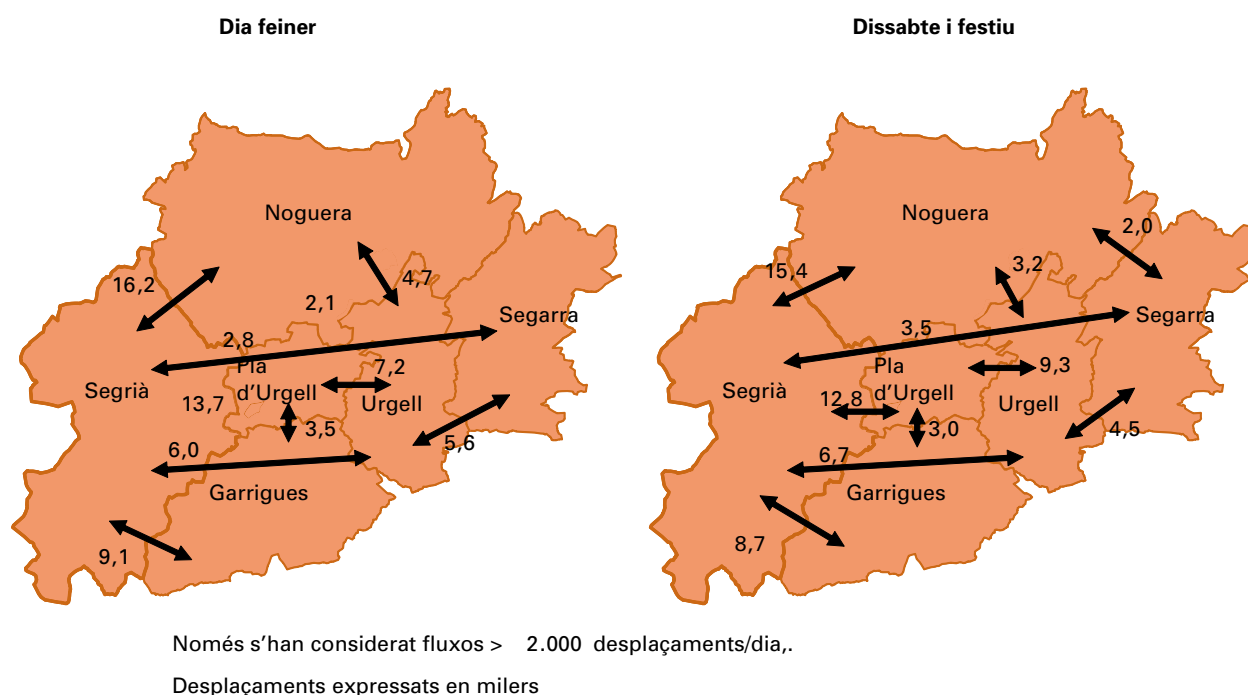 Dia feiner
Noguera
16,2
4,7
2,1
Segarra
2,8
7,2
Pla
d’Urgell
Segrià
13,7
Urgell
3,5
6,0
5,6
Garrigues
9,1
Dissabte i festiu
Noguera
2,0
15,4
3,2
Segarra
3,5
9,3
Pla
d’Urgell
Segrià
12,8
Urgell
3,0
4,5
6,7
Garrigues
8,7
Només s’han considerat fluxos > 2.000 desplaçaments/dia,.
Desplaçaments expressats en milers